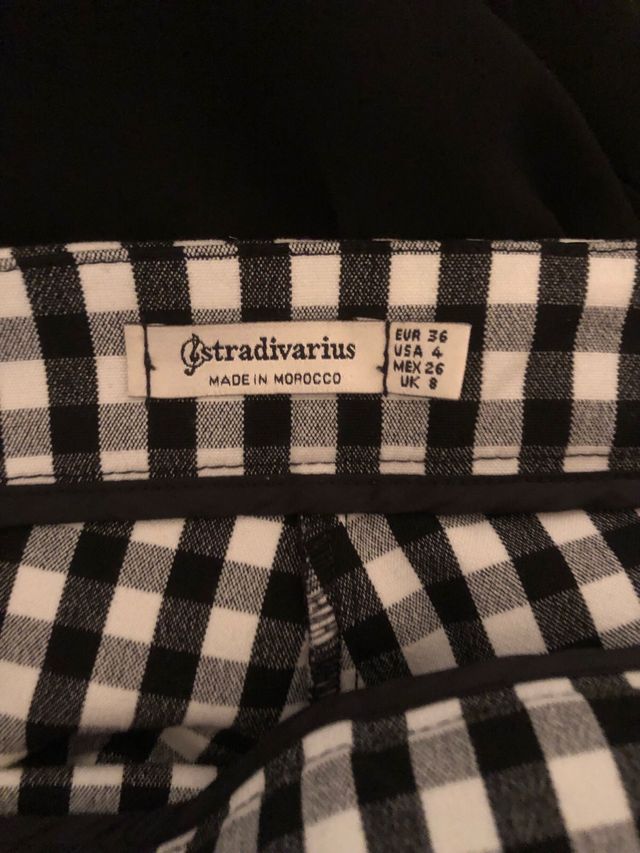 stradivarius
MADE IN MOROCCO
EUR 36
USA 4
MEX 26
UK 8